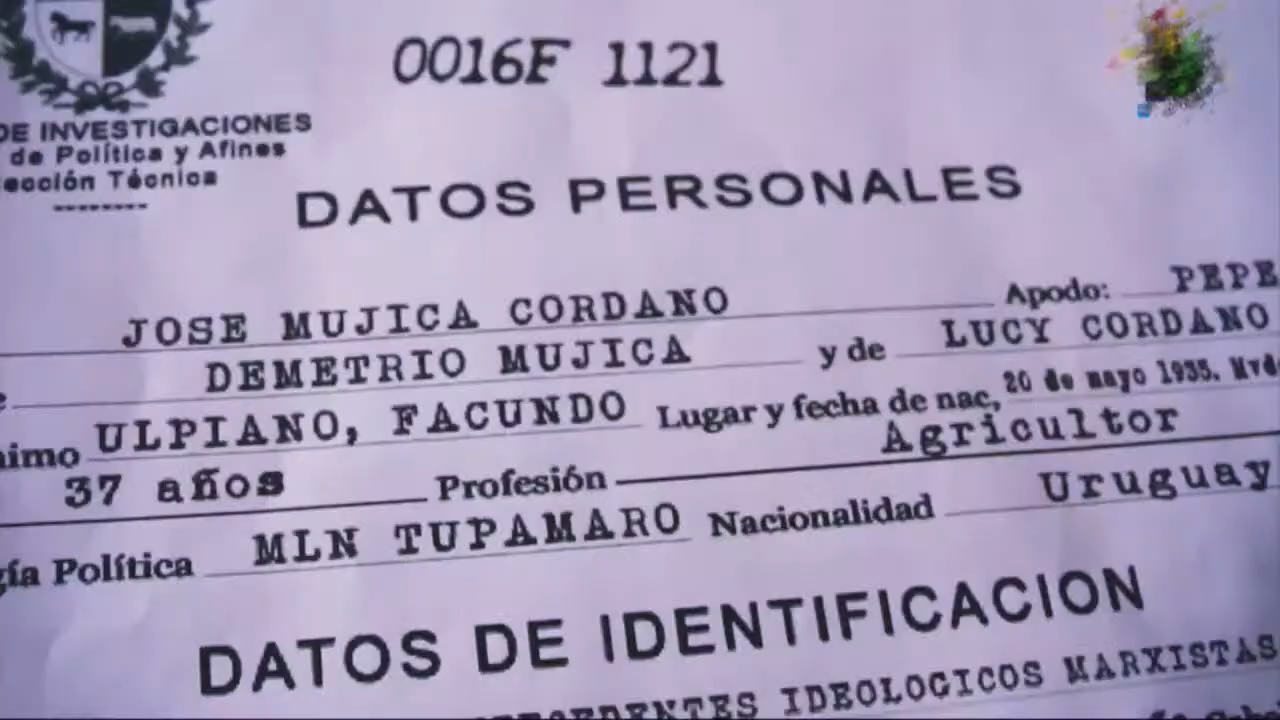 0016F 1121
DE INVESTIGACIONES
de Política y Afines
ección Técnica
DATOS PERSONALES
JOSE MUJICA CORDANO Apodo: PEPE
DEMETRIO MUJICA y de LUCY CORDANO
nimo ULPIANO, FACUNDO Lugar y fecha de nac, 20 de mayo 1935. Mvd
37 años Profesión Agricultor
gía Política MLN TUPAMARO Nacionalidad Uruguay
DATOS DE IDENTIFICACION
IDEOLOGICOS MARXISTAS